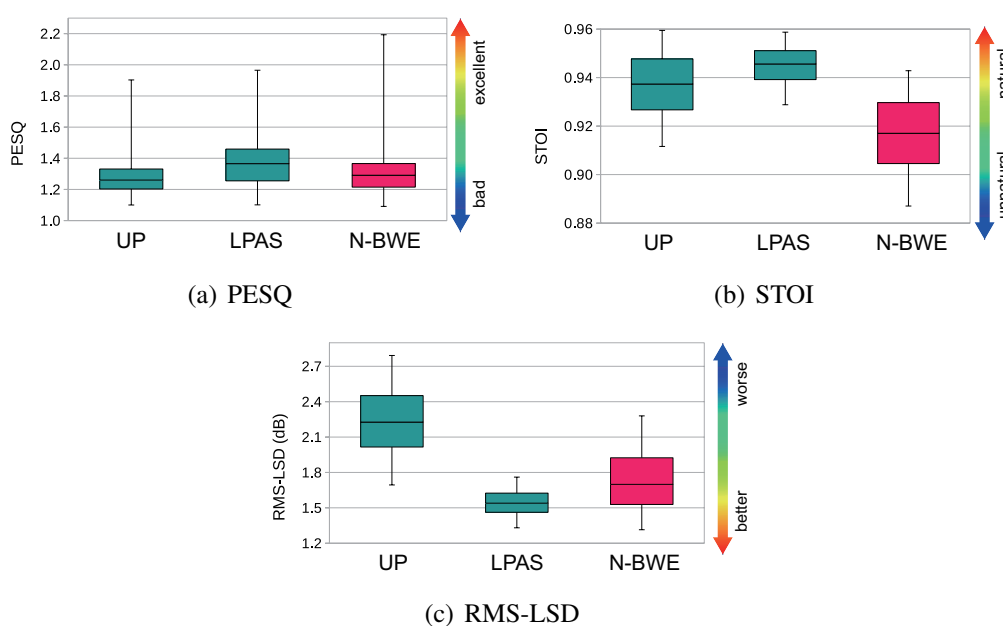 2.2
2.0
1.8
1.6
1.4
1.2
1.0
PESQ
UP LPAS N-BWE
excellent
bad
(a) PESQ
0.96
0.94
0.92
0.90
0.88
STOI
UP LPAS N-BWE
natural
unnatural
(b) STOI
2.7
2.4
2.1
1.8
1.5
1.2
RMS-LSD (dB)
UP LPAS N-BWE
worse
better
(c) RMS-LSD